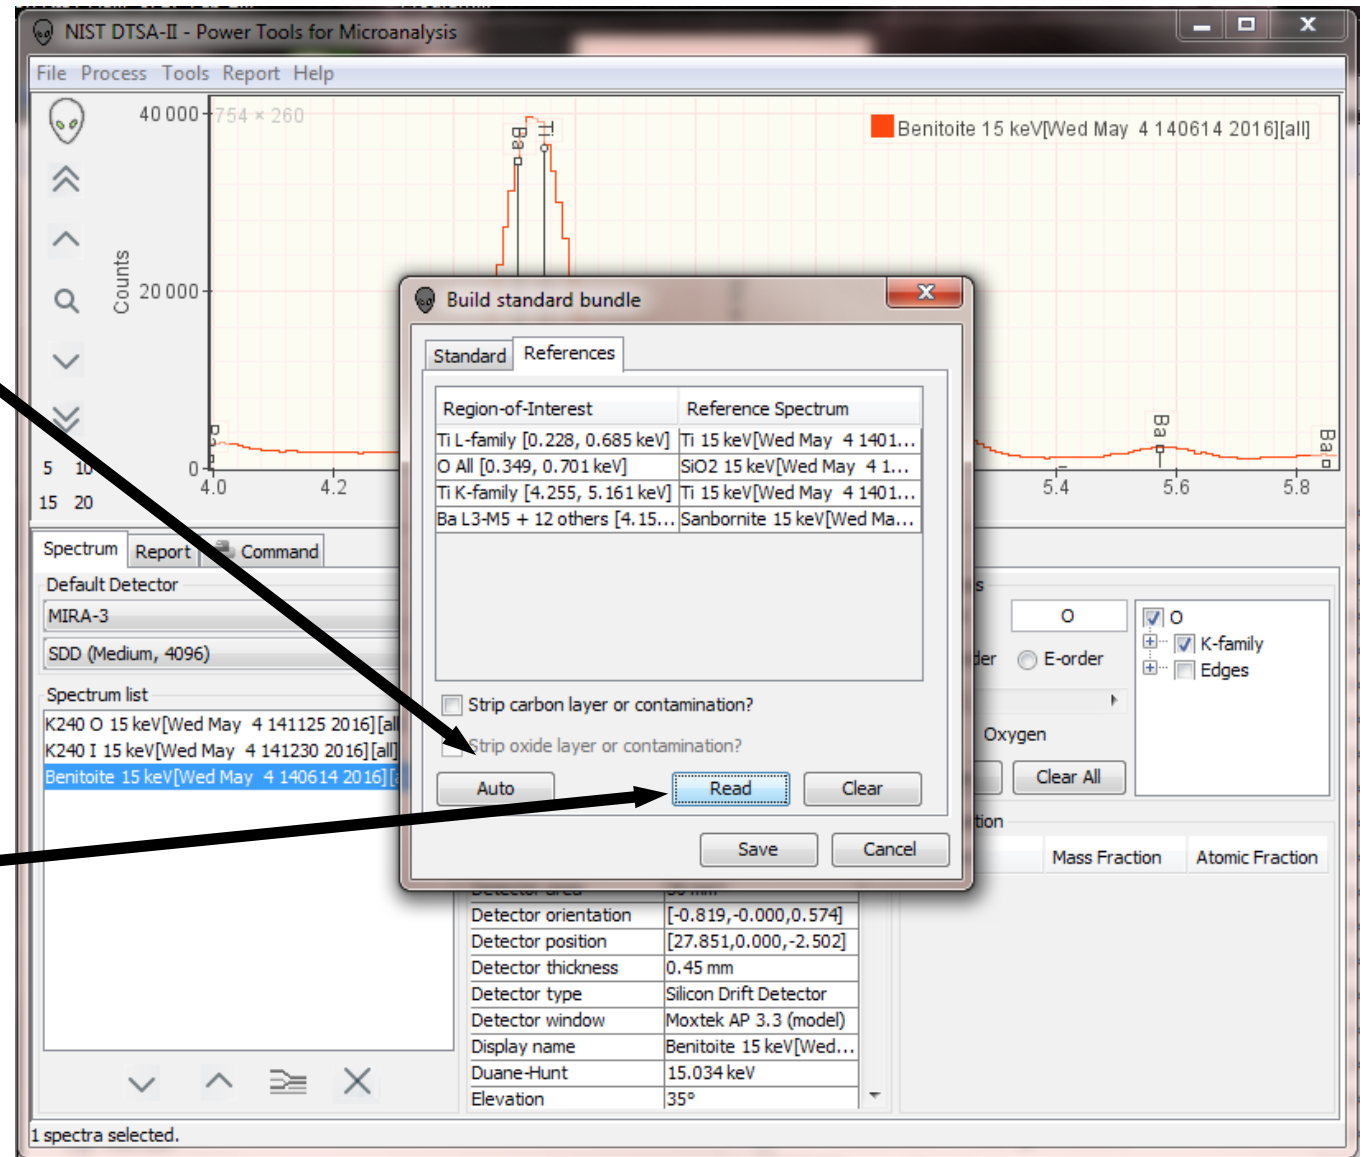 NIST DTSA-II - Power Tools for Microanalysis
File Process Tools Report Help
40 000
754 × 260
Ba
Ti
Benitoite 15 keV[Wed May 4 140614 2016][all]
Counts
20 000
0
5 10
15 20
4.0 4.2 5.4 5.6 5.8
Ba
Ba
Build standard bundle
Standard References
Region-of-Interest Reference Spectrum
Ti L-family [0.228, 0.685 keV] Ti 15 keV[Wed May 4 1401...
O All [0.349, 0.701 keV] SiO2 15 keV[Wed May 4 1...
Ti K-family [4.255, 5.161 keV] Ti 15 keV[Wed May 4 1401...
Ba L3-M5 + 12 others [4.15... Sanbornite 15 keV[Wed Ma...
Strip carbon layer or contamination?
Strip oxide layer or contamination?
Auto Read Clear
Save Cancel
Spectrum Report Command
Default Detector
MIRA-3
SDD (Medium, 4096)
Spectrum list
K240 O 15 keV[Wed May 4 141125 2016][all
K240 I 15 keV[Wed May 4 141230 2016][all]
Benitoite 15 keV[Wed May 4 140614 2016][
Detector orientation [-0.819,-0.000,0.574]
Detector position [27.851,0.000,-2.502]
Detector thickness 0.45 mm
Detector type Silicon Drift Detector
Detector window Moxtek AP 3.3 (model)
Display name Benitoite 15 keV[Wed...
Duane-Hunt 15.034 keV
Elevation 35°
s
O
der E-order
Oxygen
Clear All
O
K-family
Edges
tion
Mass Fraction Atomic Fraction
1 spectra selected.